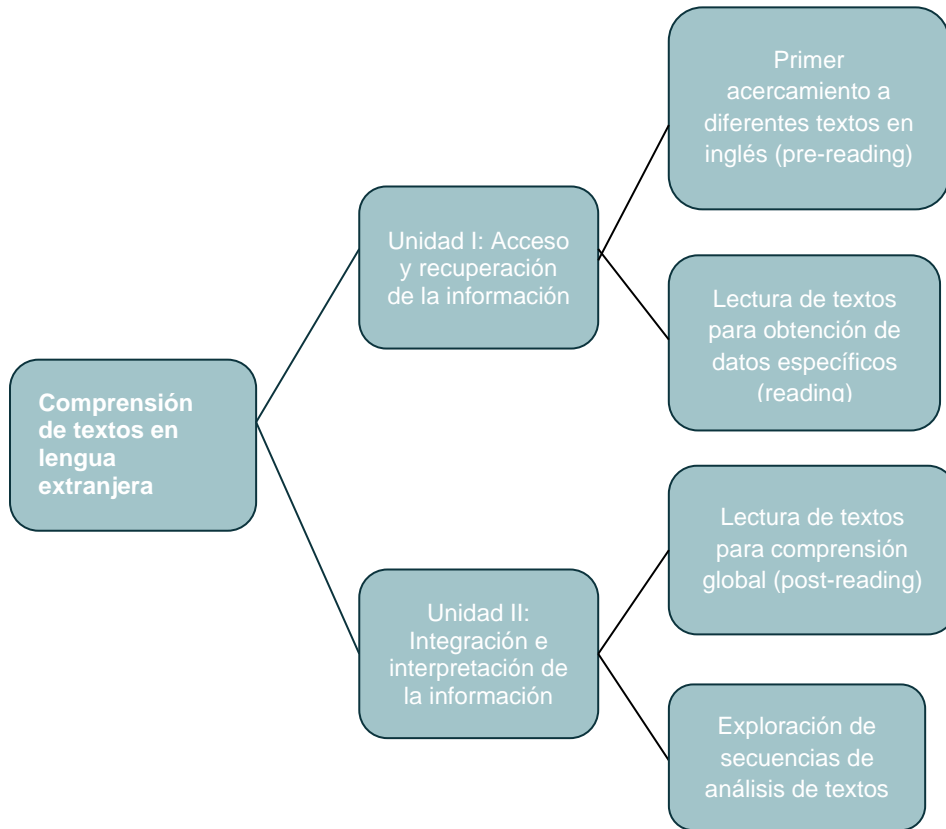 Comprensión
de textos en
lengua
extranjera
Unidad I: Acceso
y recuperación
de la información
Primer
acercamiento a
diferentes textos en
inglés (pre-reading)
Lectura de textos
para obtención de
datos específicos
(reading)
Unidad II:
Integración e
interpretación de
la información
Lectura de textos
para comprensión
global (post-reading)
Exploración de
secuencias de
análisis de textos